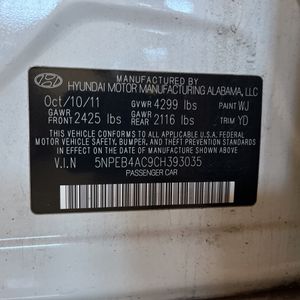 HYUNDAI MOTOR MANUFACTURING ALABAMA, LLC
Oct/10/11 GVWR 4299 lbs PAINT WJ
GAWR FRONT 2425 lbs GAWR REAR 2116 lbs TRIM YD
THIS VEHICLE CONFORMS TO ALL APPLICABLE U.S. FEDERAL
MOTOR VEHICLE SAFETY, BUMPER, AND THEFT PREVENTION
STANDARDS IN EFFECT ON THE DATE OF MANUFACTURE SHOWN ABOVE.
V.I.N 5NPEB4AC9CH393035
PASSENGER CAR